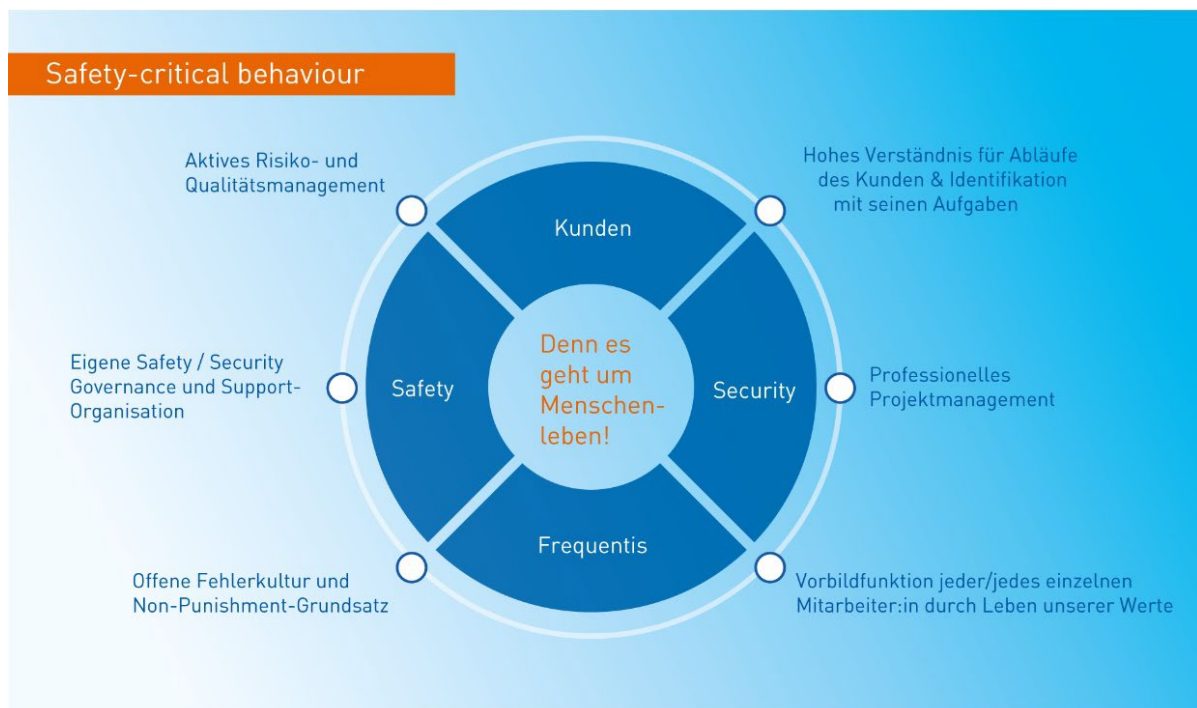 Safety-critical behaviour
Aktives Risiko- und
Qualitätsmanagement
Hohes Verständnis für Abläufe
des Kunden & Identifikation
mit seinen Aufgaben
Kunden
Eigene Safety / Security
Governance und Support-
Organisation
Safety
Denn es
geht um
Menschen-
leben!
Security
Professionelles
Projektmanagement
Frequentis
Offene Fehlerkultur und
Non-Punishment-Grundsatz
Vorbildfunktion jeder/jedes einzelnen
Mitarbeiter:in durch Leben unserer Werte